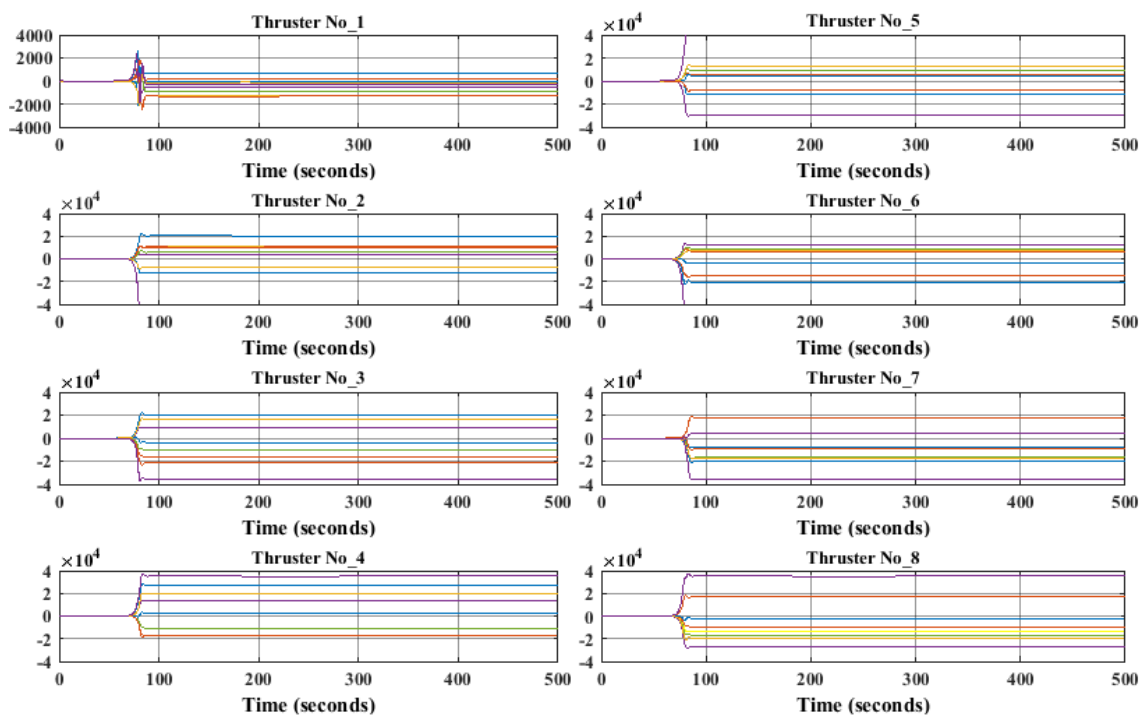 Thruster No_1
4000
2000
0
-2000
-4000
0 100 200 300 400 500
Time (seconds)
×10^4
Thruster No_2
4
2
0
-2
-4
0 100 200 300 400 500
Time (seconds)
×10^4
Thruster No_3
4
2
0
-2
-4
0 100 200 300 400 500
Time (seconds)
×10^4
Thruster No_4
4
2
0
-2
-4
0 100 200 300 400 500
Time (seconds)
×10^4
Thruster No_5
4
2
0
-2
-4
0 100 200 300 400 500
Time (seconds)
×10^4
Thruster No_6
4
2
0
-2
-4
0 100 200 300 400 500
Time (seconds)
×10^4
Thruster No_7
4
2
0
-2
-4
0 100 200 300 400 500
Time (seconds)
×10^4
Thruster No_8
4
2
0
-2
-4
0 100 200 300 400 500
Time (seconds)